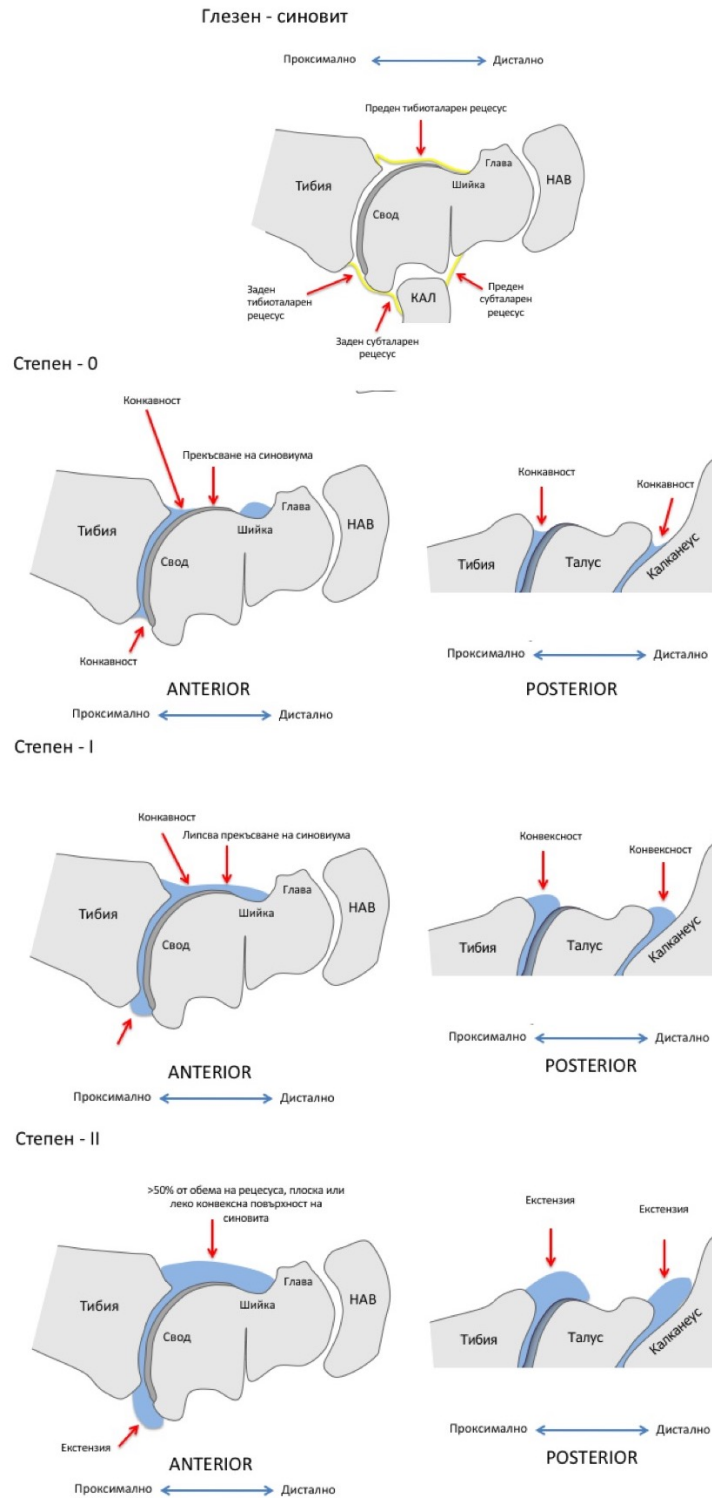 Глезен - синовит
Проксимално
Дистално
Преден тибиоталарен рецесус
Тибия
Свод
Шийка
Глава
НАВ
КАЛ
Заден
тибиоталарен
рецесус
Заден субталарен
рецесус
Преден
субталарен
рецесус
Степен - 0
Конкавност
Прекъсване на синовиума
Тибия
Свод
Шийка
Глава
НАВ
Конкавност
ANTERIOR
Проксимално
Дистално
Конкавност
Конкавност
Тибия
Талус
Калканеус
Проксимално
Дистално
POSTERIOR
Степен - I
Конкавност
Липсва прекъсване на синовиума
Тибия
Свод
Шийка
Глава
НАВ
ANTERIOR
Проксимално
Дистално
Конвексност
Конвексност
Тибия
Талус
Калканеус
Проксимално
Дистално
POSTERIOR
Степен - II
>50% от обема на рецесуса, плоска или
леко конвексна повърхност на
синовита
Тибия
Свод
Шийка
Глава
НАВ
Екстензия
ANTERIOR
Проксимално
Дистално
Екстензия
Екстензия
Тибия
Талус
Калканеус
Проксимално
Дистално
POSTERIOR